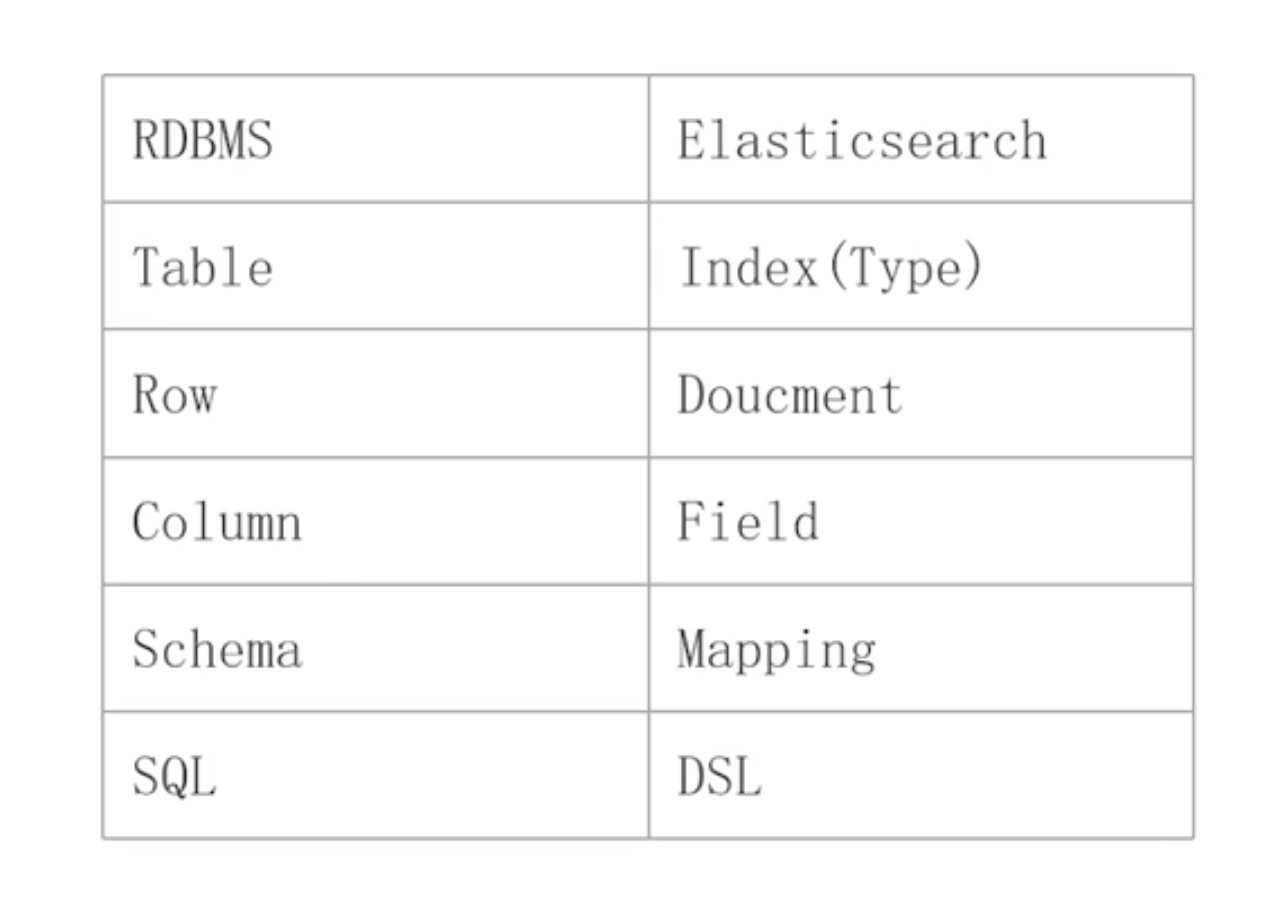 RDBMS Elasticsearch
Table Index(Type)
Row Doucment
Column Field
Schema Mapping
SQL DSL